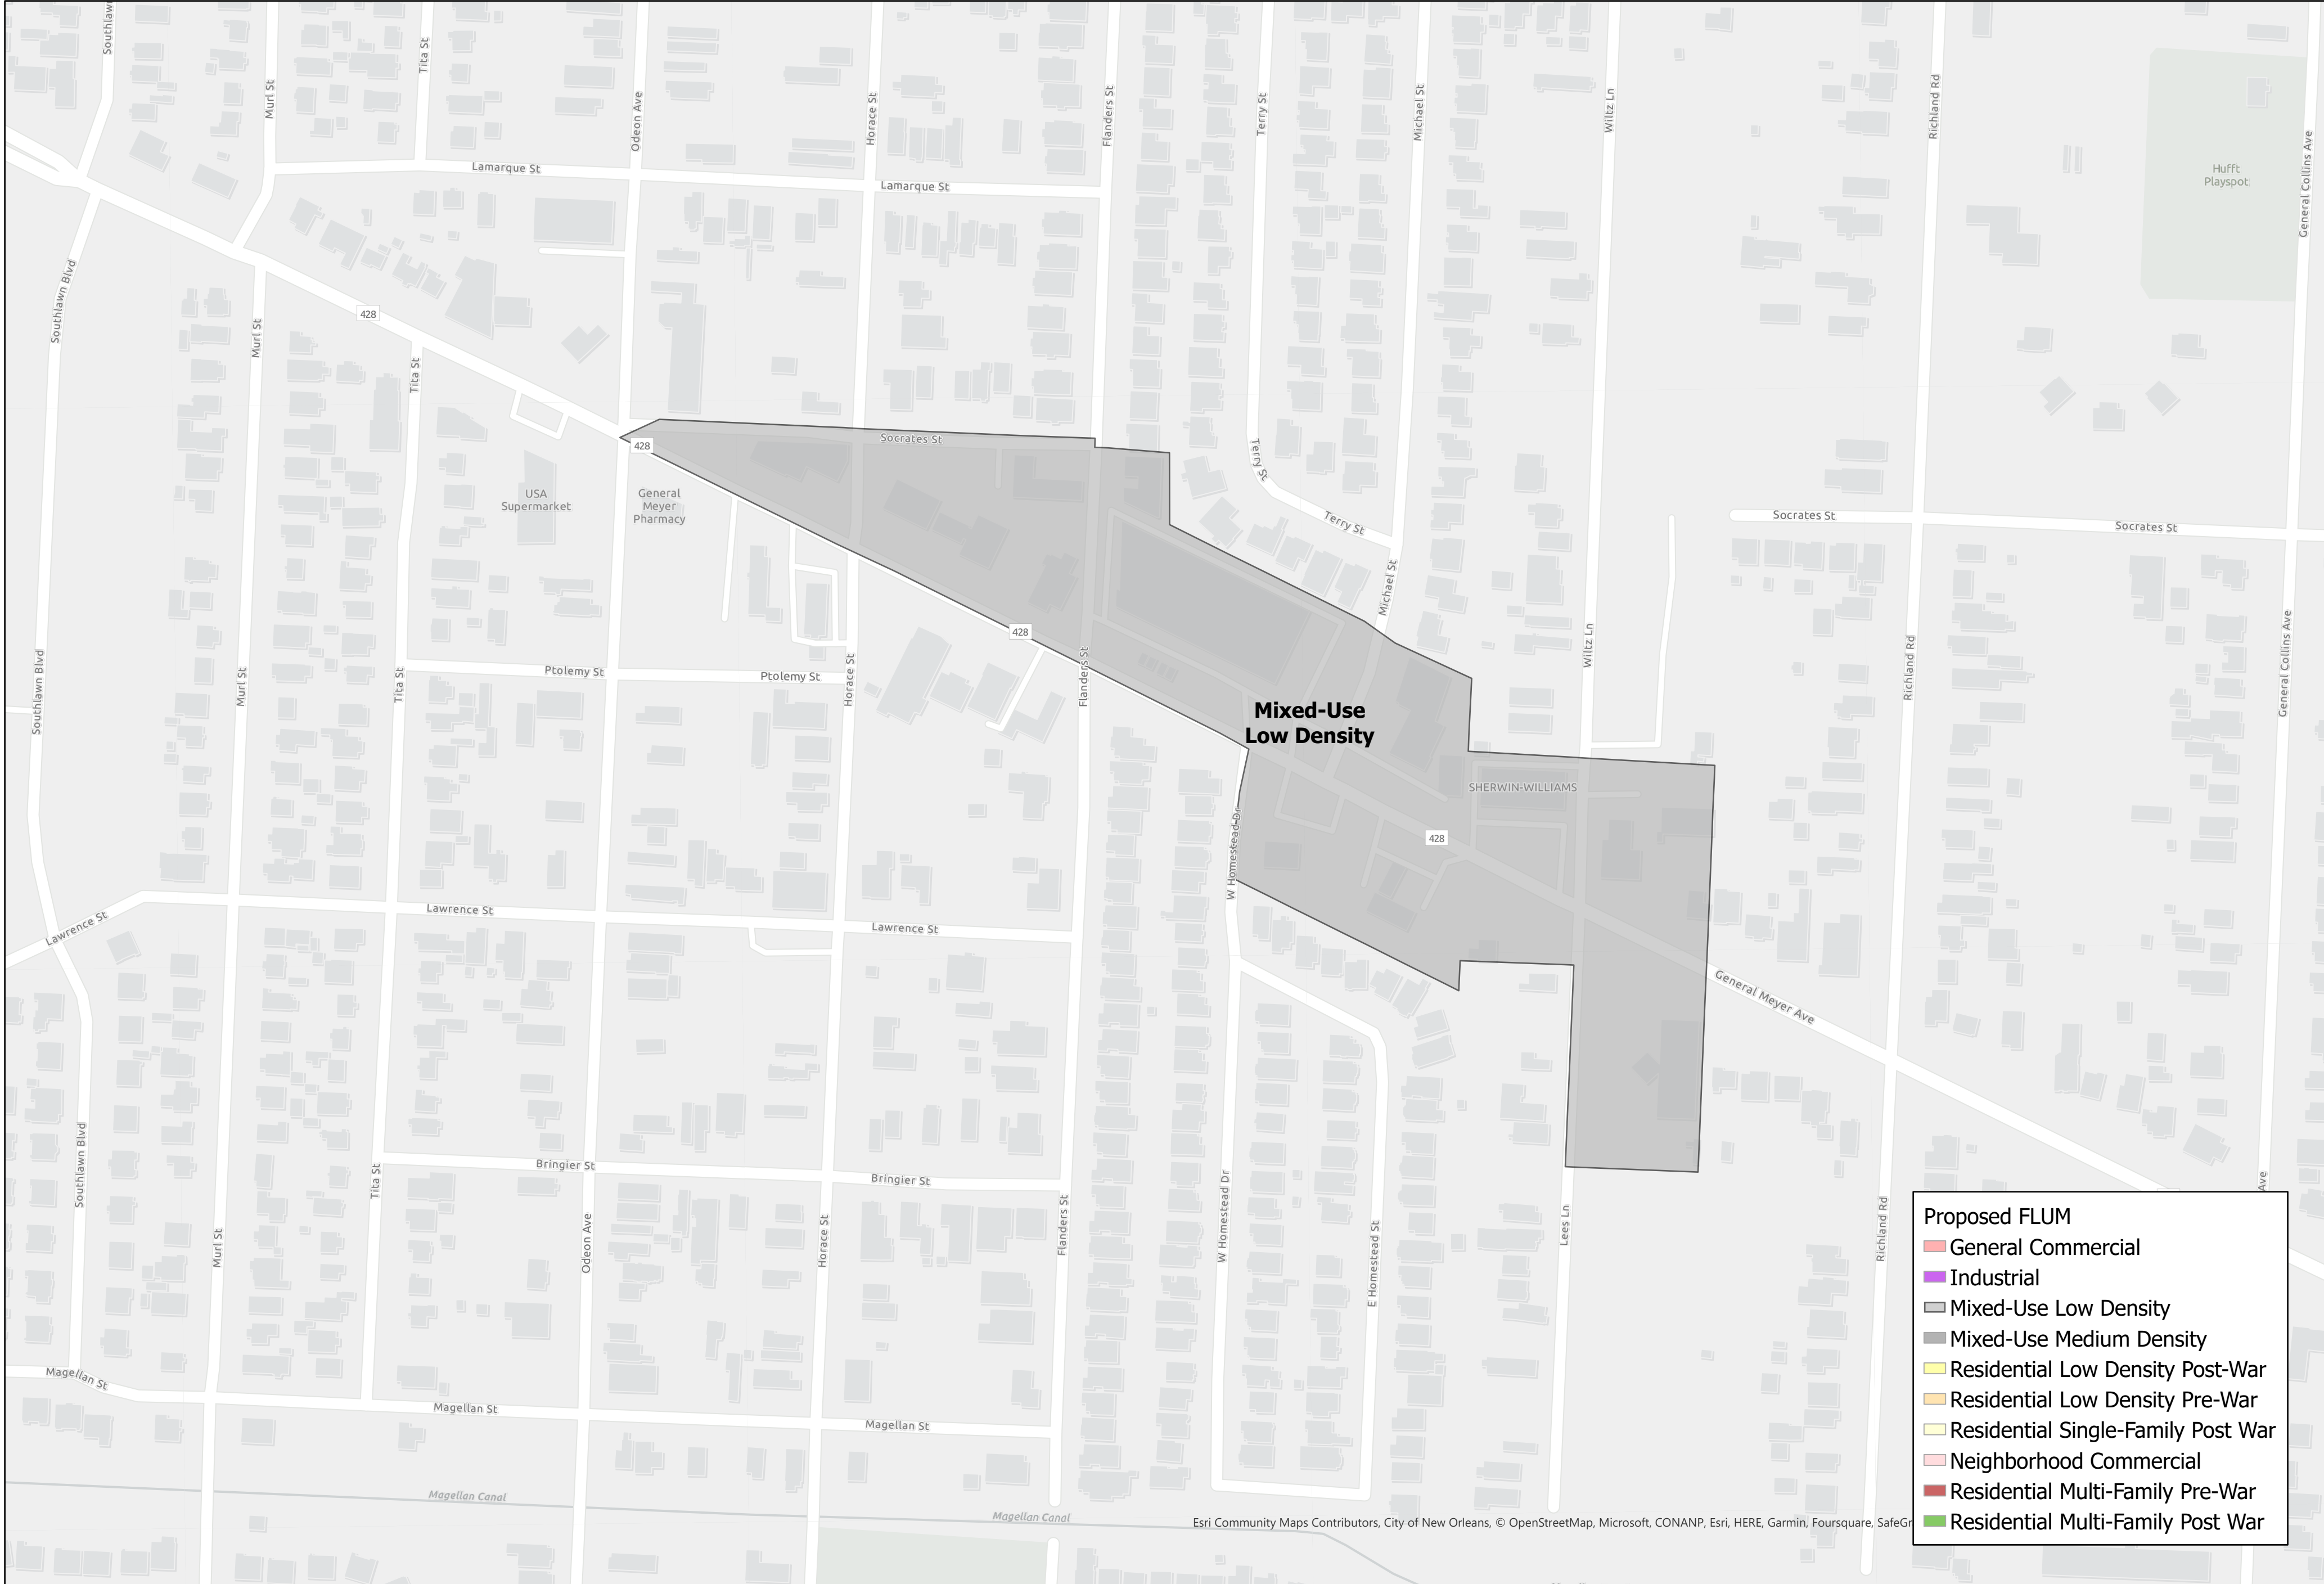 Southlawn
Murl St
Tita St
Odeon Ave
Horace St
Flanders St
Terry St
Michael St
Wiltz Ln
Richland Rd
General Collins Ave
Hufft
Playspot
Lamarque St
Lamarque St
Southlawn Blvd
428
Murl St
Tita St
Socrates St
428
Terry St
USA
Supermarket
General
Meyer
Pharmacy
Terry St
Socrates St
Socrates St
Michael St
428
Southlawn Blvd
Murl St
Tita St
Ptolemy St
Ptolemy St
Horace St
Flanders St
Wiltz Ln
Richland Rd
General Collins Ave
Mixed-Use
Low Density
SHERWIN-WILLIAMS
428
W Homestead Dr
Lawrence St
Lawrence St
Lawrence St
General Meyer Ave
Southlawn Blvd
Tita St
Bringier St
Bringier St
Murl St
Odeon Ave
Horace St
Flanders St
W Homestead Dr
E Homestead St
Lees Ln
Richland Rd
Ave
Magellan St
Magellan St
Magellan St
Magellan Canal
Magellan Canal
Esri Community Maps Contributors, City of New Orleans, © OpenStreetMap, Microsoft, CONANP, Esri, HERE, Garmin, Foursquare, SafeGr
Proposed FLUM
General Commercial
Industrial
Mixed-Use Low Density
Mixed-Use Medium Density
Residential Low Density Post-War
Residential Low Density Pre-War
Residential Single-Family Post War
Neighborhood Commercial
Residential Multi-Family Pre-War
Residential Multi-Family Post War